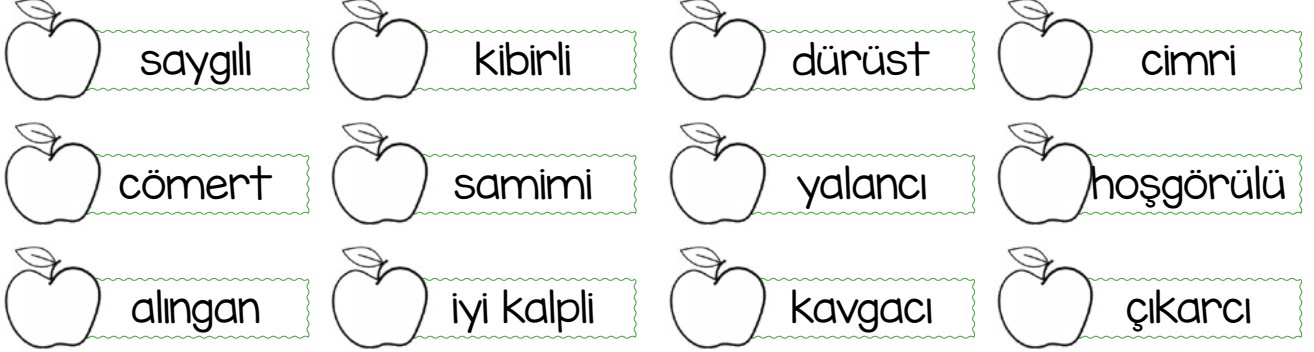 saygılı kibirli dürüst cimri
cömert samimi yalancı hoşgörülü
alıngan iyi kalpli kavgacı çıkarcı